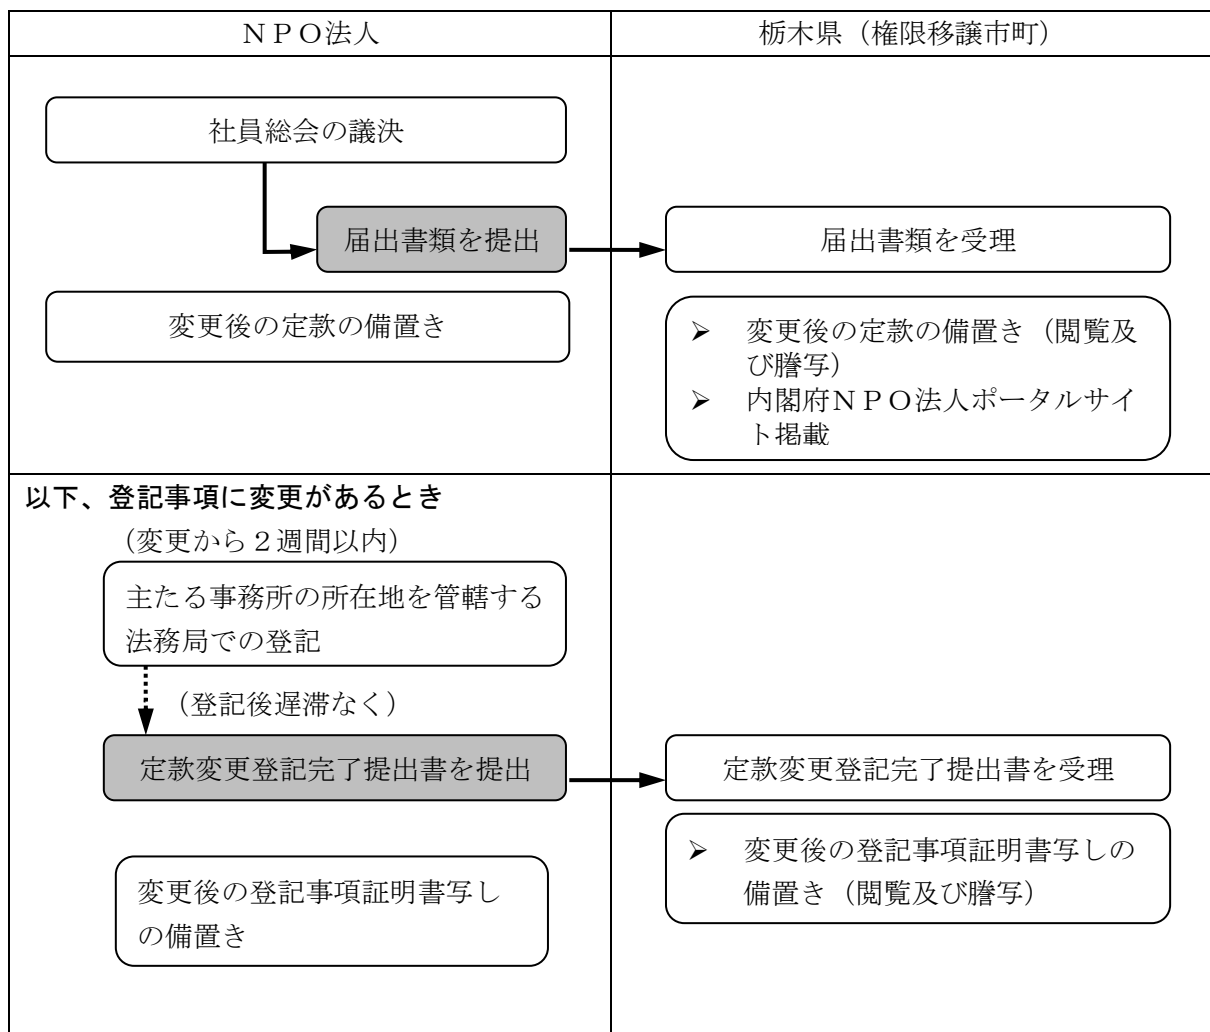 ＮＰＯ法人
栃木県（権限移譲市町）
社員総会の議決
届出書類を提出
届出書類を受理
変更後の定款の備置き
➢ 変更後の定款の備置き（閲覧及
び謄写）
➢ 内閣府ＮＰＯ法人ポータルサイ
ト掲載
以下、登記事項に変更があるとき
（変更から２週間以内）
主たる事務所の所在地を管轄する
法務局での登記
（登記後遅滞なく）
定款変更登記完了提出書を提出
定款変更登記完了提出書を受理
変更後の登記事項証明書写し
の備置き
➢ 変更後の登記事項証明書写しの
備置き（閲覧及び謄写）